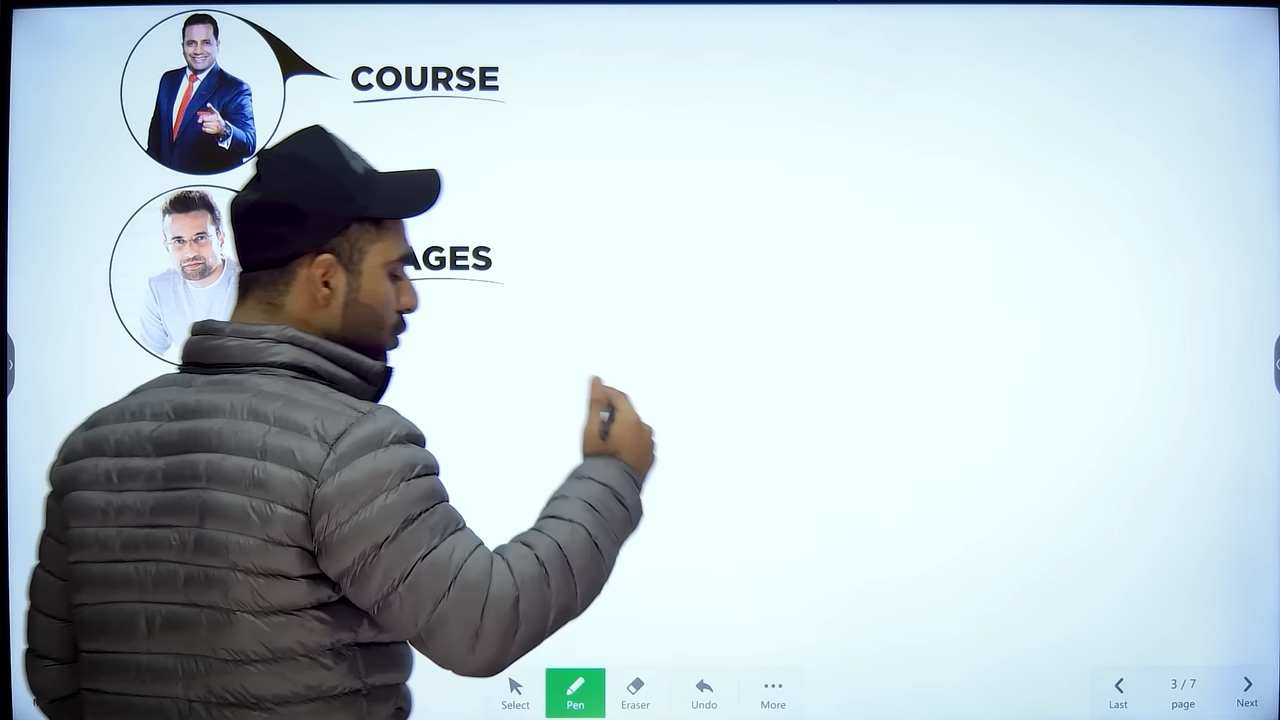 COURSE
AGES
Select
Pen
Eraser
Undo
More
Last
3 / 7
page
Next